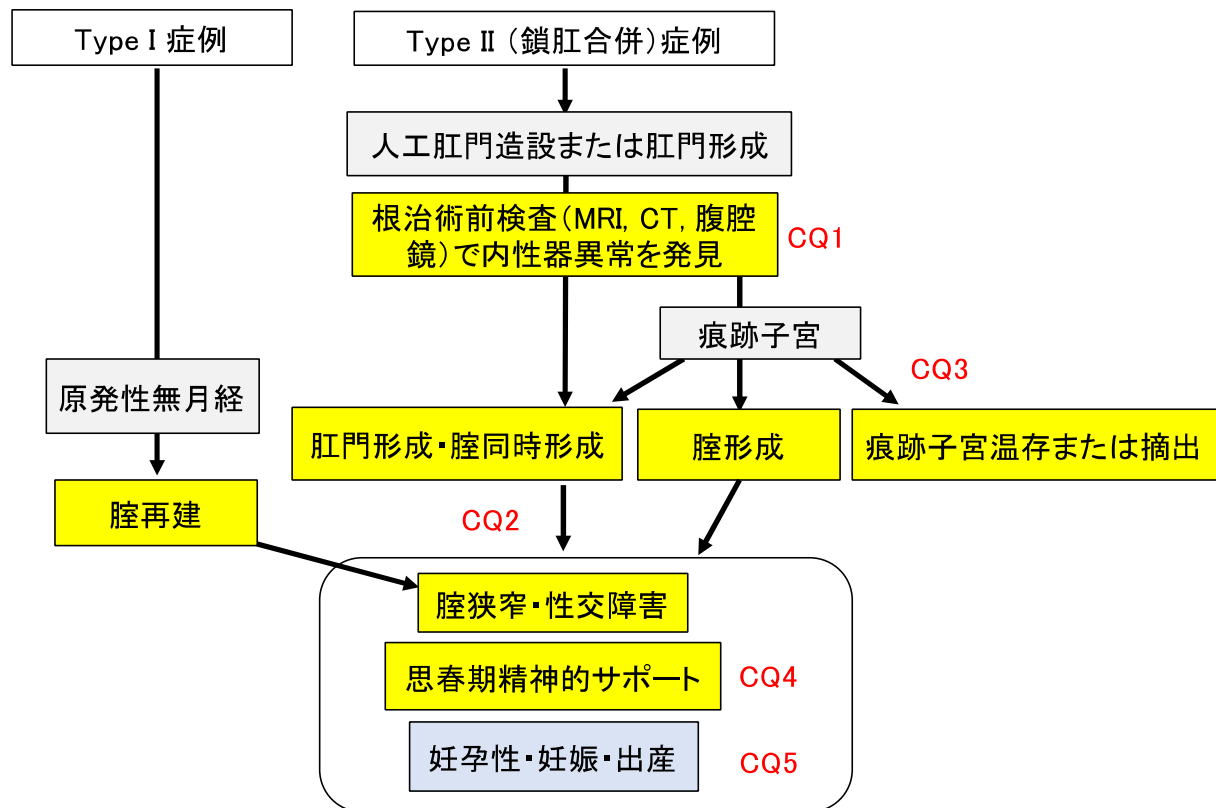 Type I 症例
Type II (鎖肛合併)症例
人工肛門造設または肛門形成
根治術前検査(MRI, CT, 腹腔
鏡)で内性器異常を発見
CQ1
痕跡子宮
CQ3
原発性無月経
肛門形成・腟同時形成
腟形成
痕跡子宮温存または摘出
腟再建
CQ2
腟狭窄・性交障害
思春期精神的サポート
CQ4
妊孕性・妊娠・出産
CQ5